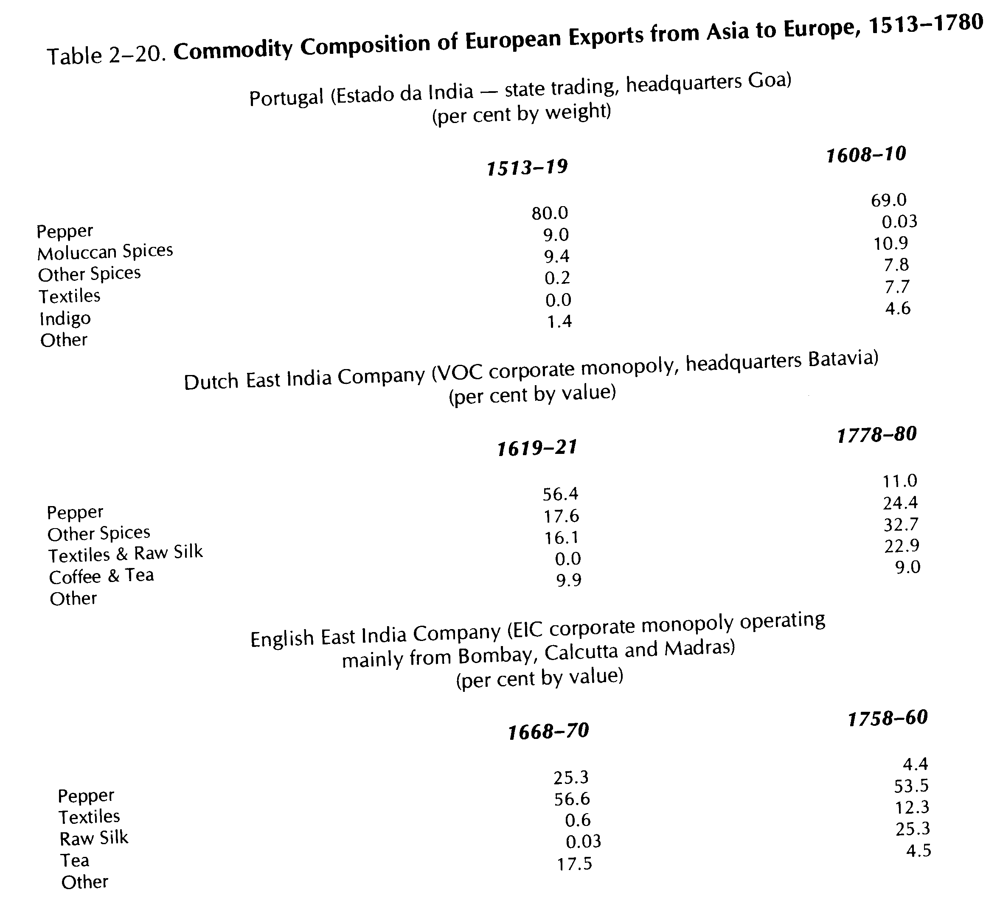 Table 2–20. Commodity Composition of European Exports from Asia to Europe, 1513–1780
Portugal (Estado da India — state trading, headquarters Goa)
(per cent by weight)
1513–19 1608–10
Pepper 80.0 69.0
Moluccan Spices 9.0 0.03
Other Spices 9.4 10.9
Textiles 0.2 7.8
Indigo 0.0 7.7
Other 1.4 4.6
Dutch East India Company (VOC corporate monopoly, headquarters Batavia)
(per cent by value)
1619–21 1778–80
Pepper 56.4 11.0
Other Spices 17.6 24.4
Textiles & Raw Silk 16.1 32.7
Coffee & Tea 0.0 22.9
Other 9.9 9.0
English East India Company (EIC corporate monopoly operating
mainly from Bombay, Calcutta and Madras)
(per cent by value)
1668–70 1758–60
Pepper 25.3 4.4
Textiles 56.6 53.5
Raw Silk 0.6 12.3
Tea 0.03 25.3
Other 17.5 4.5